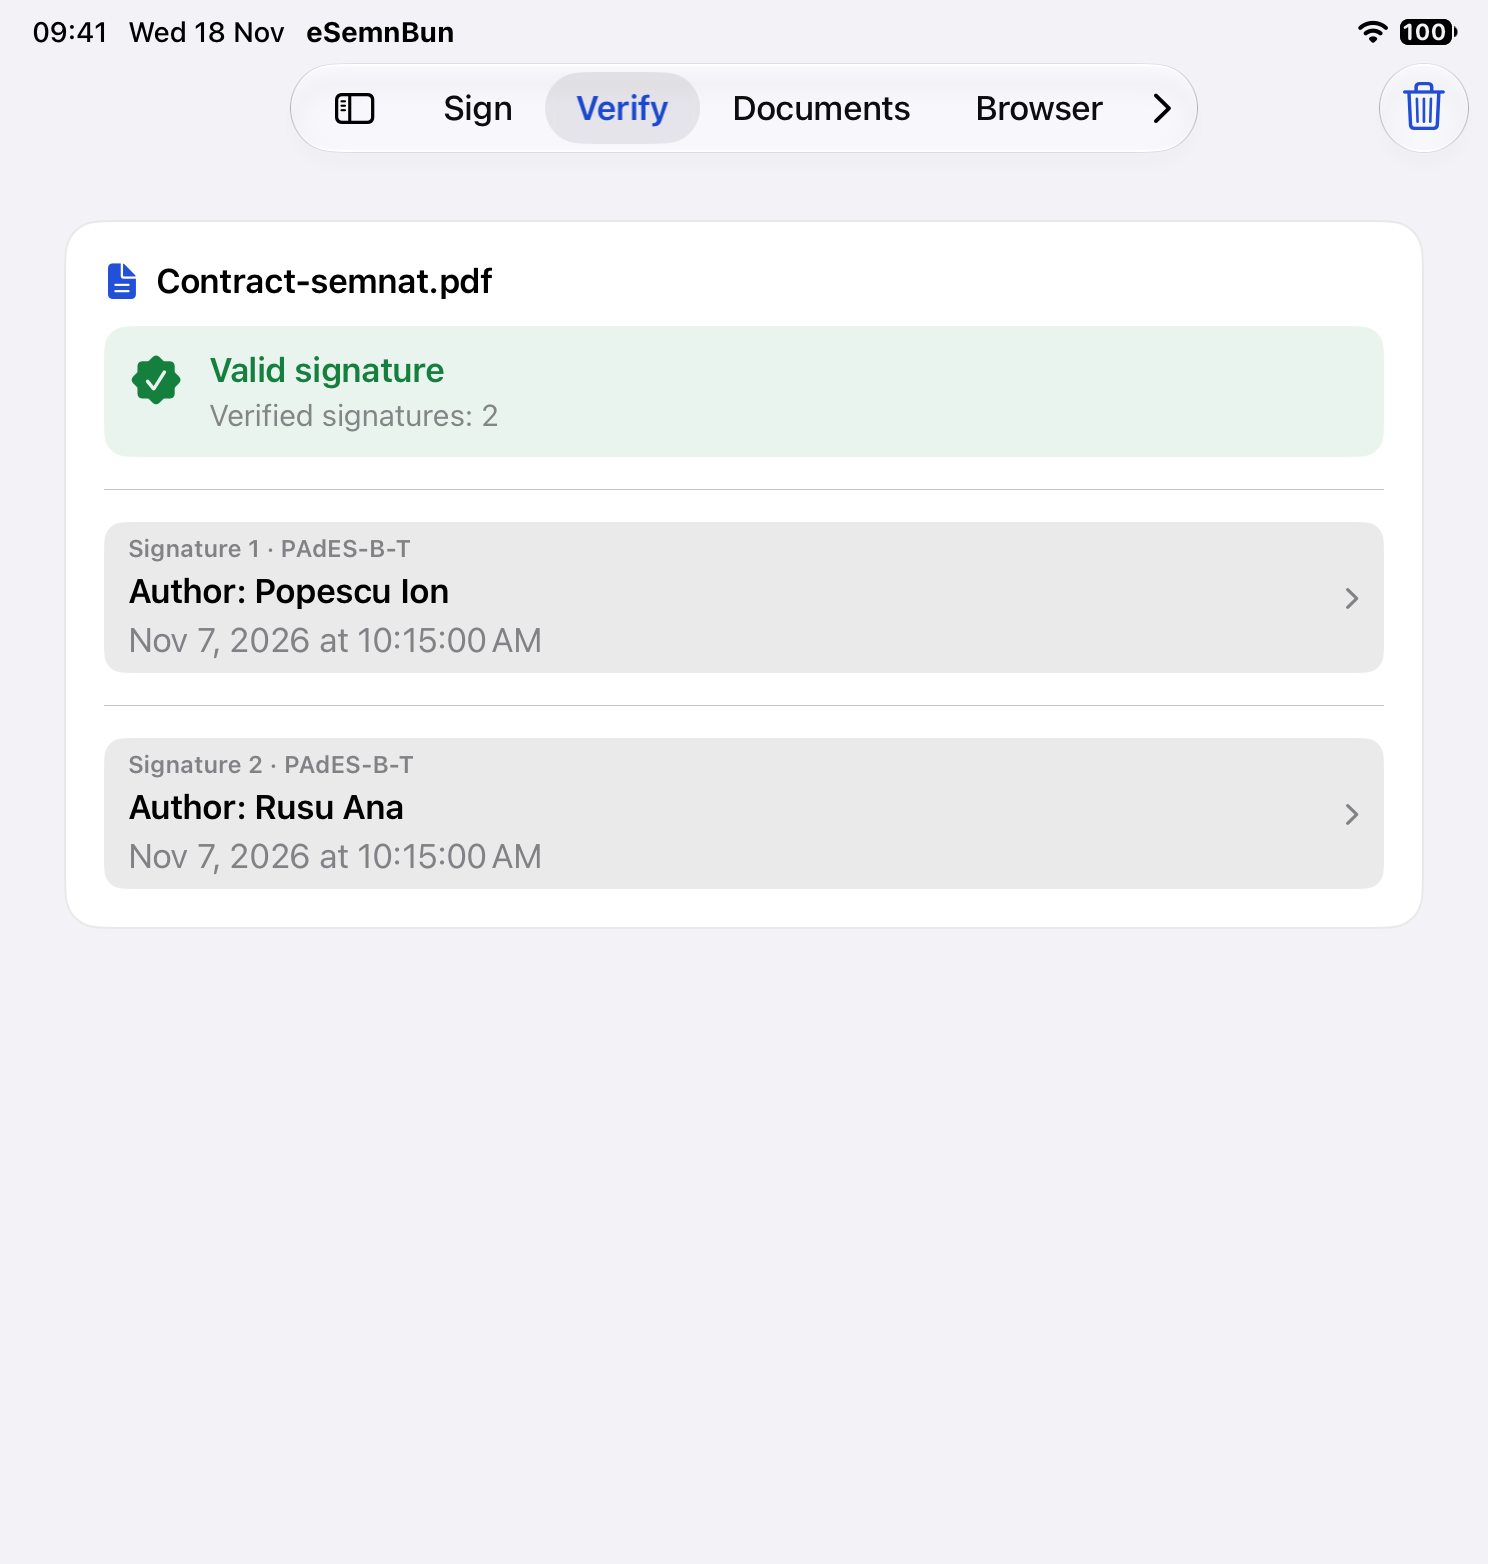 09:41 Wed 18 Nov eSemnBun 100
Sign Verify Documents Browser
Contract-semnat.pdf
Valid signature
Verified signatures: 2
Signature 1 · PAdES-B-T
Author: Popescu Ion
Nov 7, 2026 at 10:15:00 AM
Signature 2 · PAdES-B-T
Author: Rusu Ana
Nov 7, 2026 at 10:15:00 AM